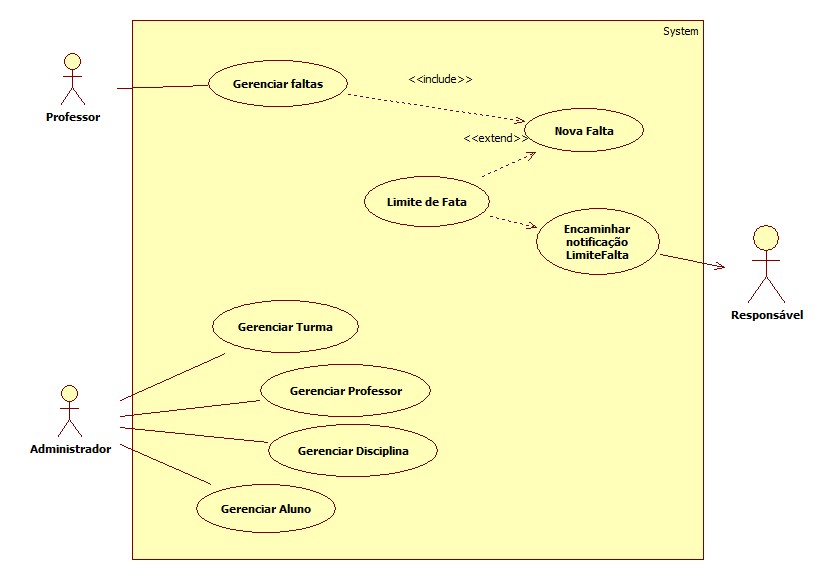 System
Professor
Gerenciar faltas
<<include>>
Nova Falta
<<extend>>
Limite de Fata
Encaminhar
notificação
LimiteFalta
Responsável
Gerenciar Turma
Gerenciar Professor
Administrador
Gerenciar Disciplina
Gerenciar Aluno